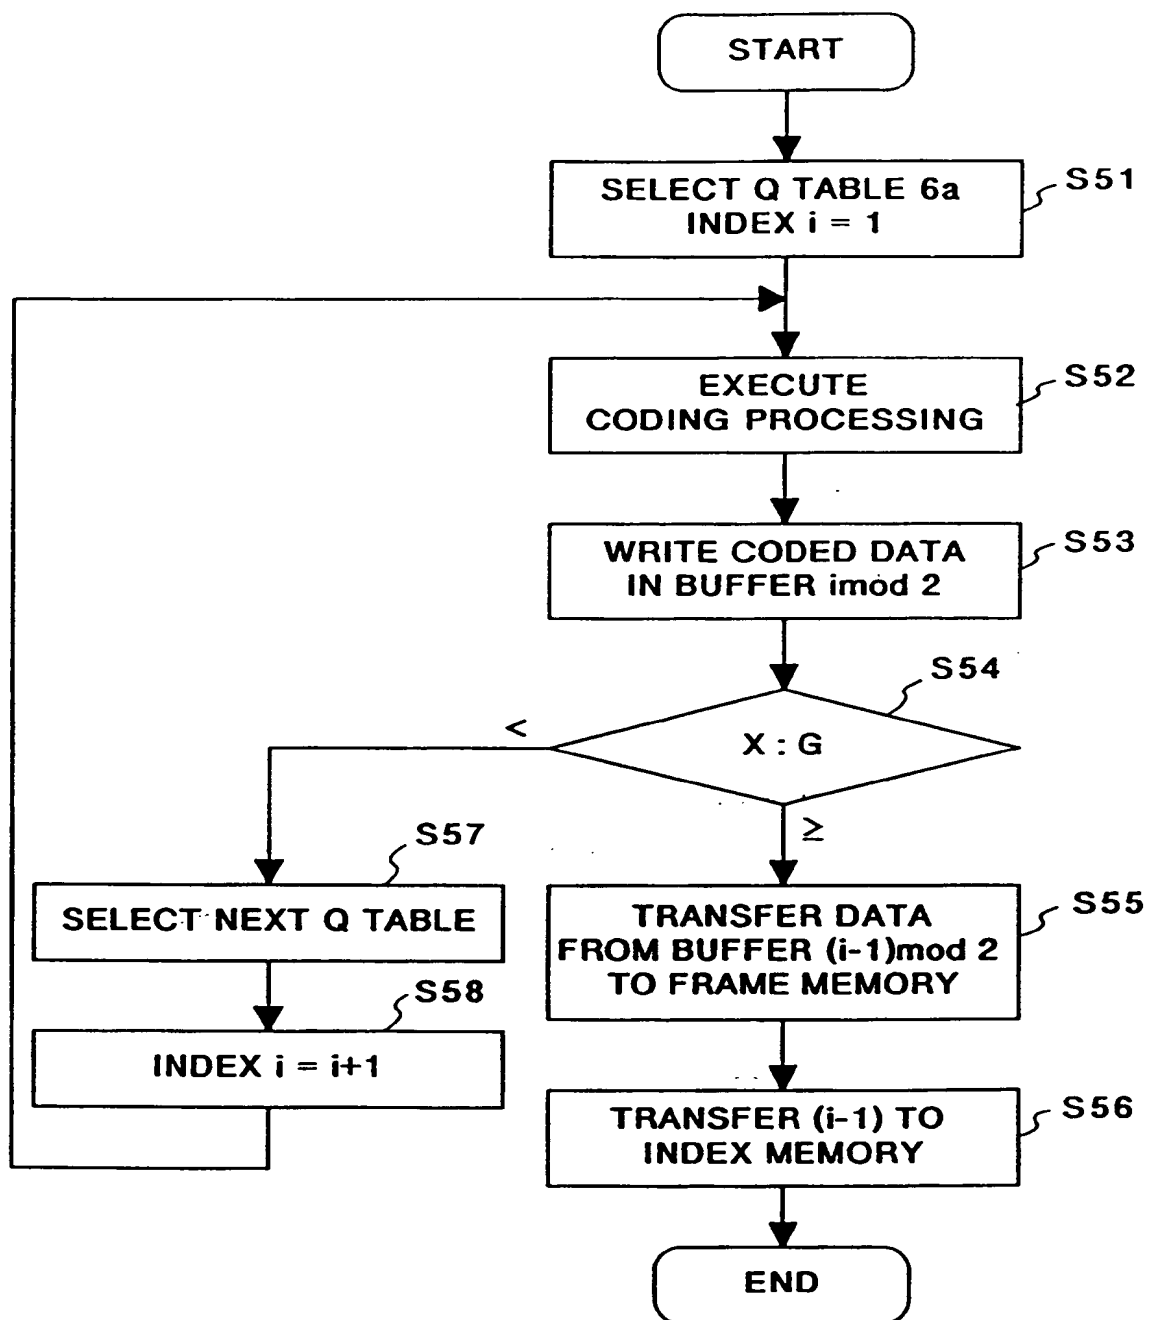 START
SELECT Q TABLE 6a
INDEX i = 1
S51
EXECUTE
CODING PROCESSING
S52
WRITE CODED DATA
IN BUFFER imod 2
S53
S54
X : G
<
≥
S57
SELECT NEXT Q TABLE
S58
INDEX i = i+1
TRANSFER DATA
FROM BUFFER (i-1)mod 2
TO FRAME MEMORY
S55
TRANSFER (i-1) TO
INDEX MEMORY
S56
END